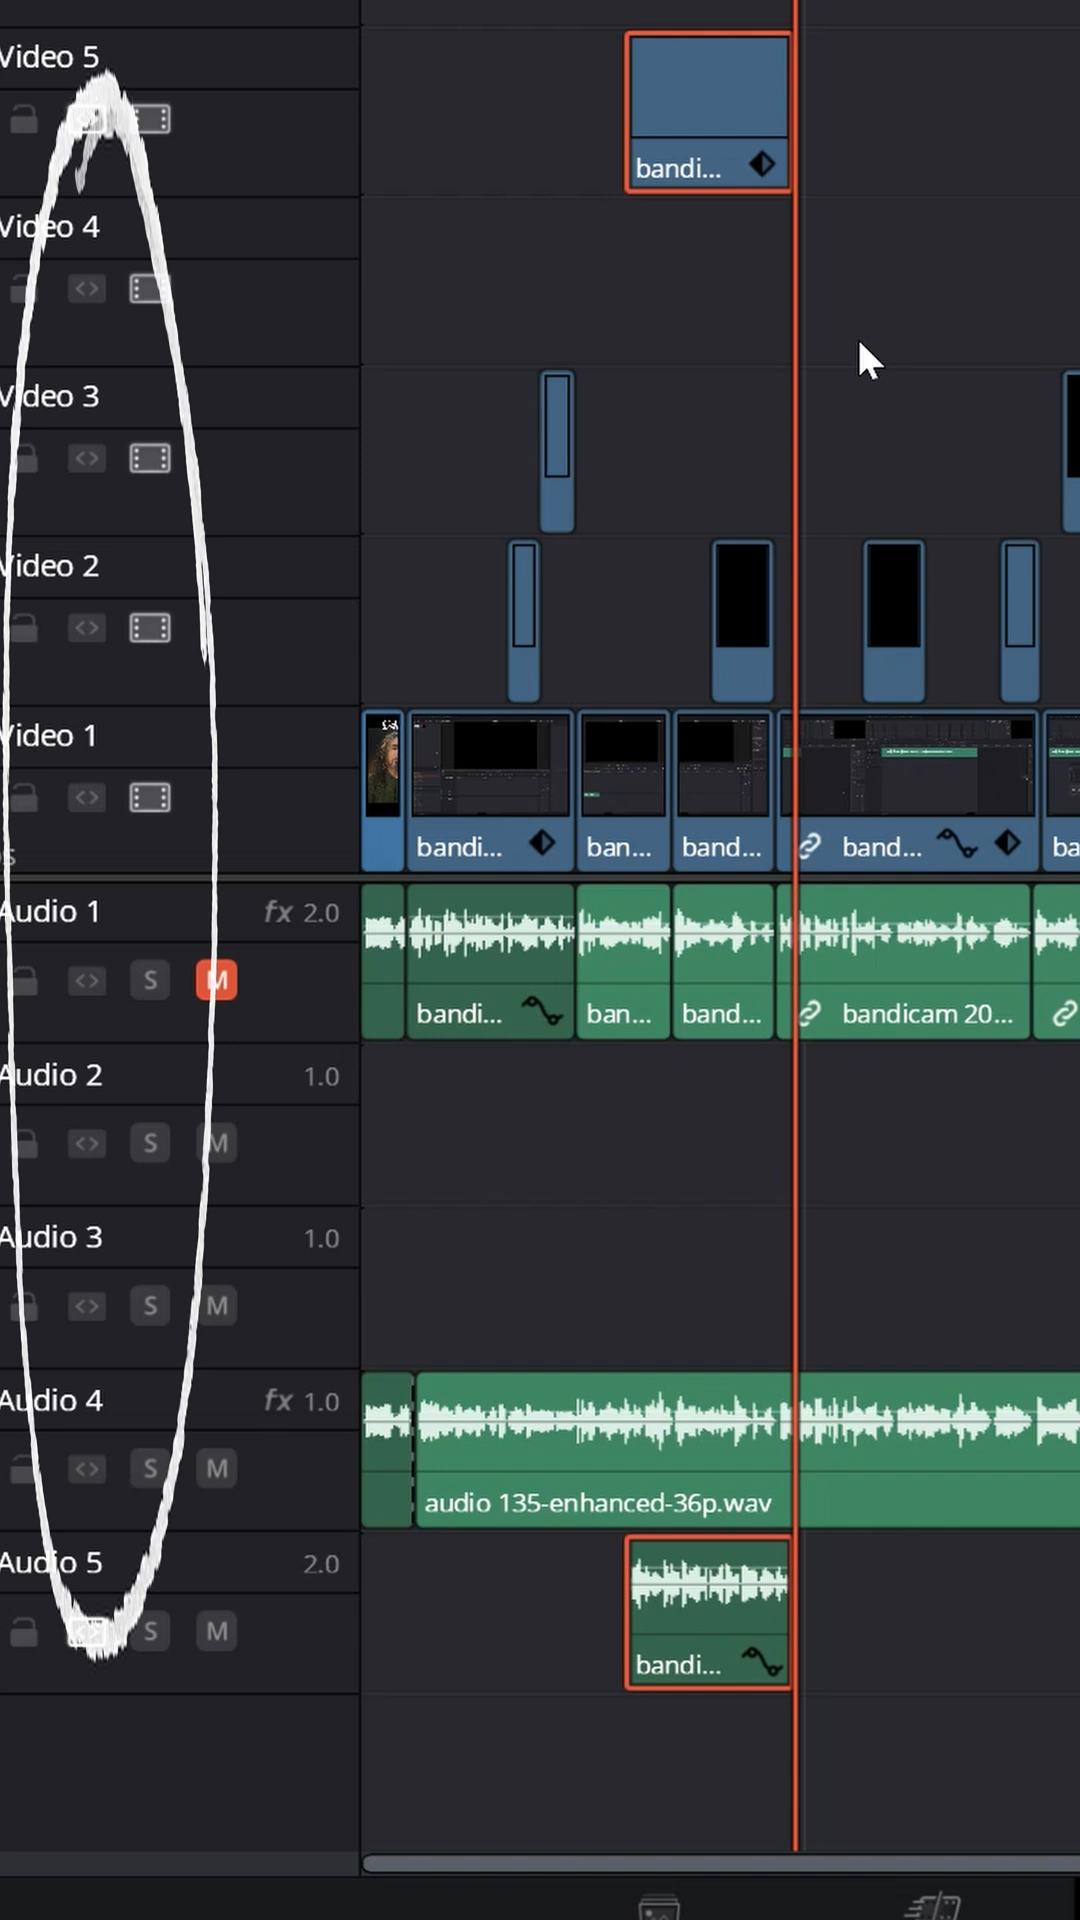 Video 5
bandi...
Video 4
Video 3
Video 2
Video 1
bandi...
ban...
band...
band...
ba
s
Audio 1 fx 2.0
S M
bandi...
ban...
band...
bandicam 20...
Audio 2 1.0
S M
Audio 3 1.0
S M
Audio 4 fx 1.0
S M
audio 135-enhanced-36p.wav
Audio 5 2.0
S M
bandi...